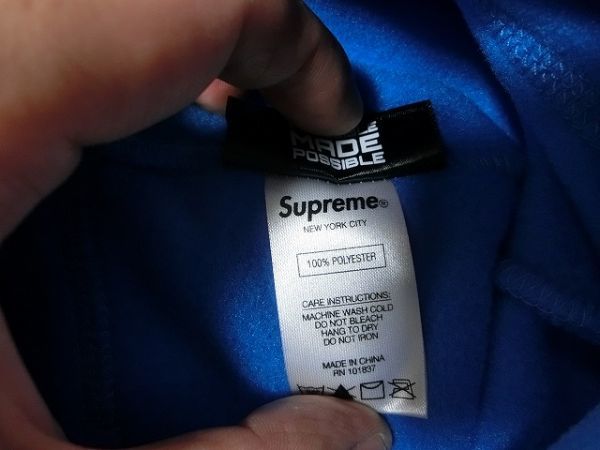 MADE
POSSIBLE
Supreme®
NEW YORK CITY
100% POLYESTER
CARE INSTRUCTIONS:
MACHINE WASH COLD
DO NOT BLEACH
HANG TO DRY
DO NOT IRON
MADE IN CHINA
RN 101837